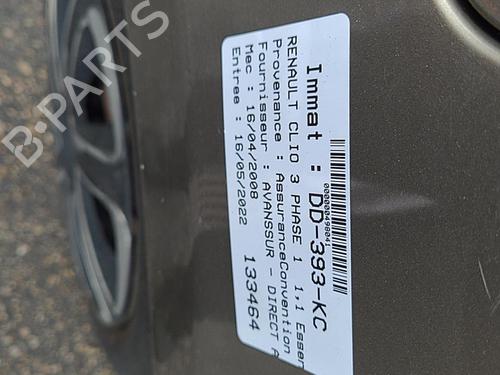 Immat : DD-393-KC
000000498041
RENAULT CLIO 3 PHASE 1 1,1 Essen
Provenance : AssuranceConvention
Fournisseur : AVANSSUR - DIRECT A
Mec : 16/04/2008
Entree : 16/05/2022 133464
B-PARTS